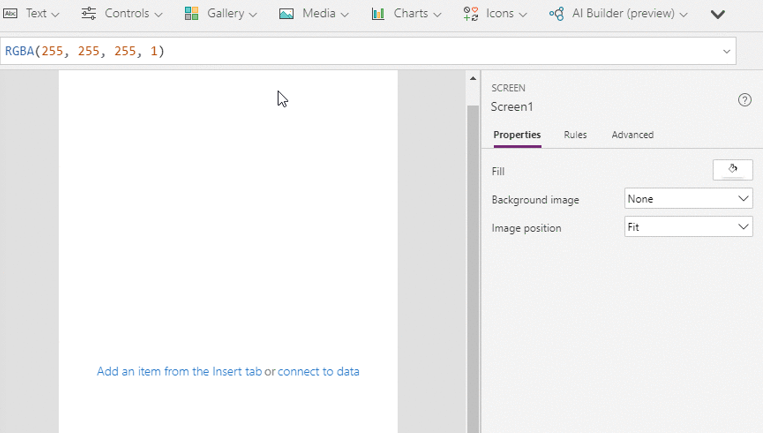 Abc Text Controls Gallery Media Charts Icons AI Builder (preview)
RGBA(255, 255, 255, 1)
SCREEN
Screen1
?
Properties Rules Advanced
Fill
Background image None
Image position Fit
Add an item from the Insert tab or connect to data